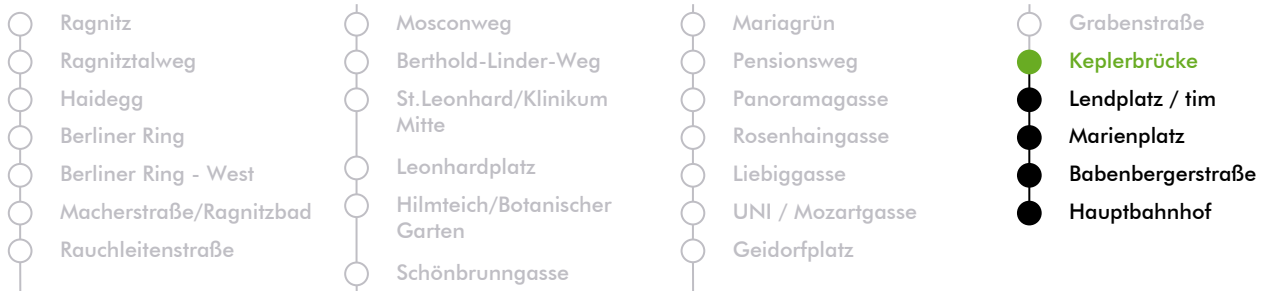 Ragnitz
Ragnitztalweg
Haidegg
Berliner Ring
Berliner Ring - West
Macherstraße/Ragnitzbad
Rauchleitenstraße
Mosconweg
Berthold-Linder-Weg
St.Leonhard/Klinikum
Mitte
Leonhardplatz
Hilmteich/Botanischer
Garten
Schönbrunngasse
Mariagrün
Pensionsweg
Panoramagasse
Rosenhaingasse
Liebiggasse
UNI / Mozartgasse
Geidorfplatz
Grabenstraße
Keplerbrücke
Lendplatz / tim
Marienplatz
Babenbergerstraße
Hauptbahnhof